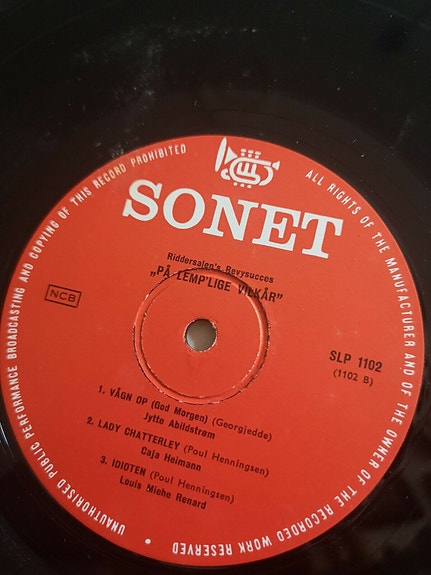 UNAUTHORISED PUBLIC PERFORMANCE BROADCASTING AND COPYING OF THIS RECORD PROHIBITED
ALL RIGHTS OF THE MANUFACTURER AND OF THE OWNER OF THE RECORDED WORK RESERVED •
SONET
Riddersalen's Revysucces
„PÅ LEMP'LIGE VILKÅR”
NCB
SLP 1102
(1102 B)
1. VÅGN OP (God Morgen) (Georgjedde)
Jytte Abildstrøm
2. LADY CHATTERLEY (Poul Henningsen)
Caja Heimann
3. IDIOTEN (Poul Henningsen)
Louis Miehe Renard